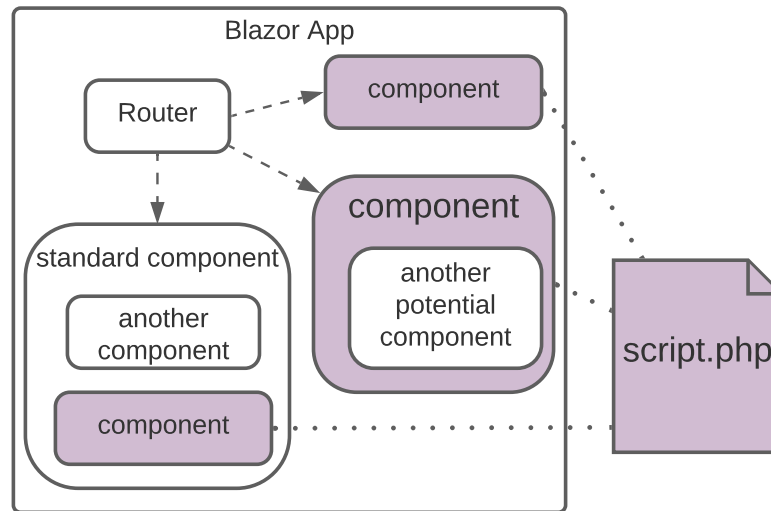 Blazor App
component
Router
component
standard component
another
potential
component
another
component
script.php
component